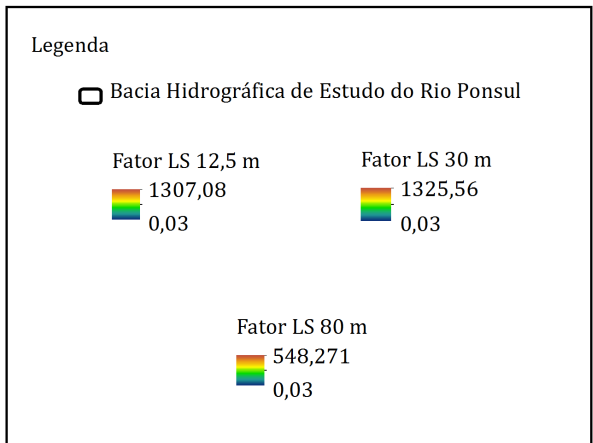 Legenda
Bacia Hidrográfica de Estudo do Rio Ponsul
Fator LS 12,5 m
1307,08
0,03
Fator LS 30 m
1325,56
0,03
Fator LS 80 m
548,271
0,03